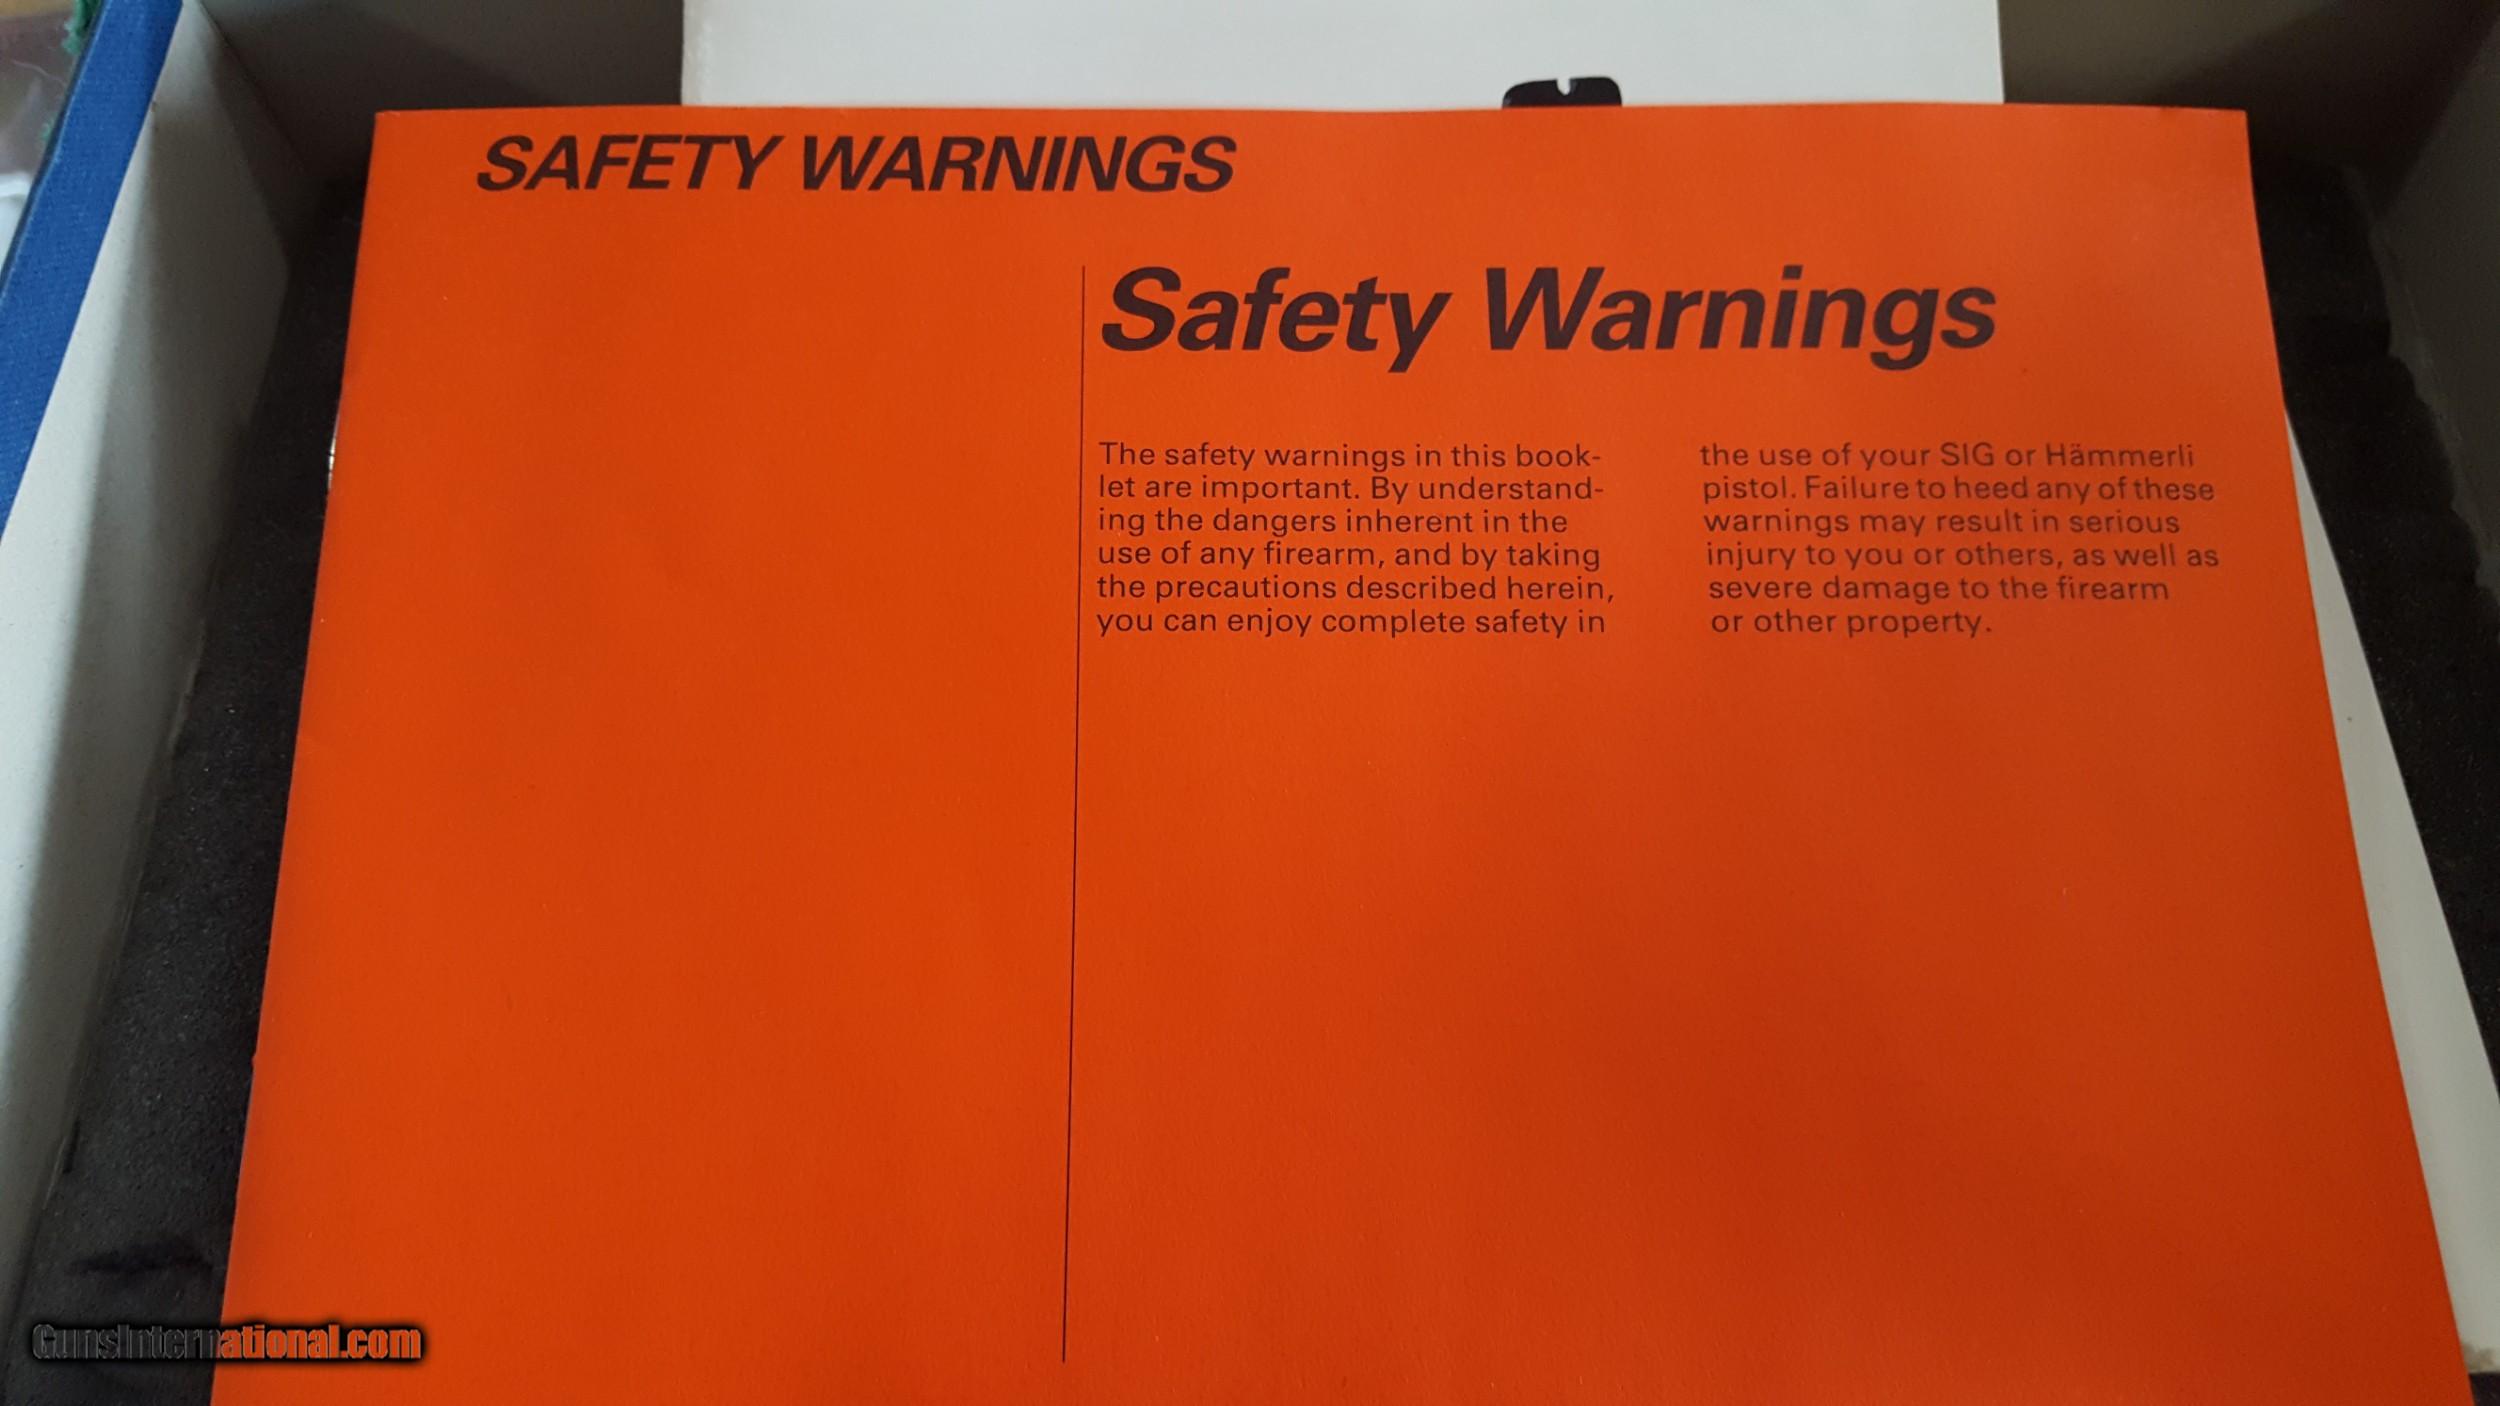 SAFETY WARNINGS
Safety Warnings
The safety warnings in this book-
let are important. By understand-
ing the dangers inherent in the
use of any firearm, and by taking
the precautions described herein,
you can enjoy complete safety in
the use of your SIG or Hämmerli
pistol. Failure to heed any of these
warnings may result in serious
injury to you or others, as well as
severe damage to the firearm
or other property.
GunsInternational.com